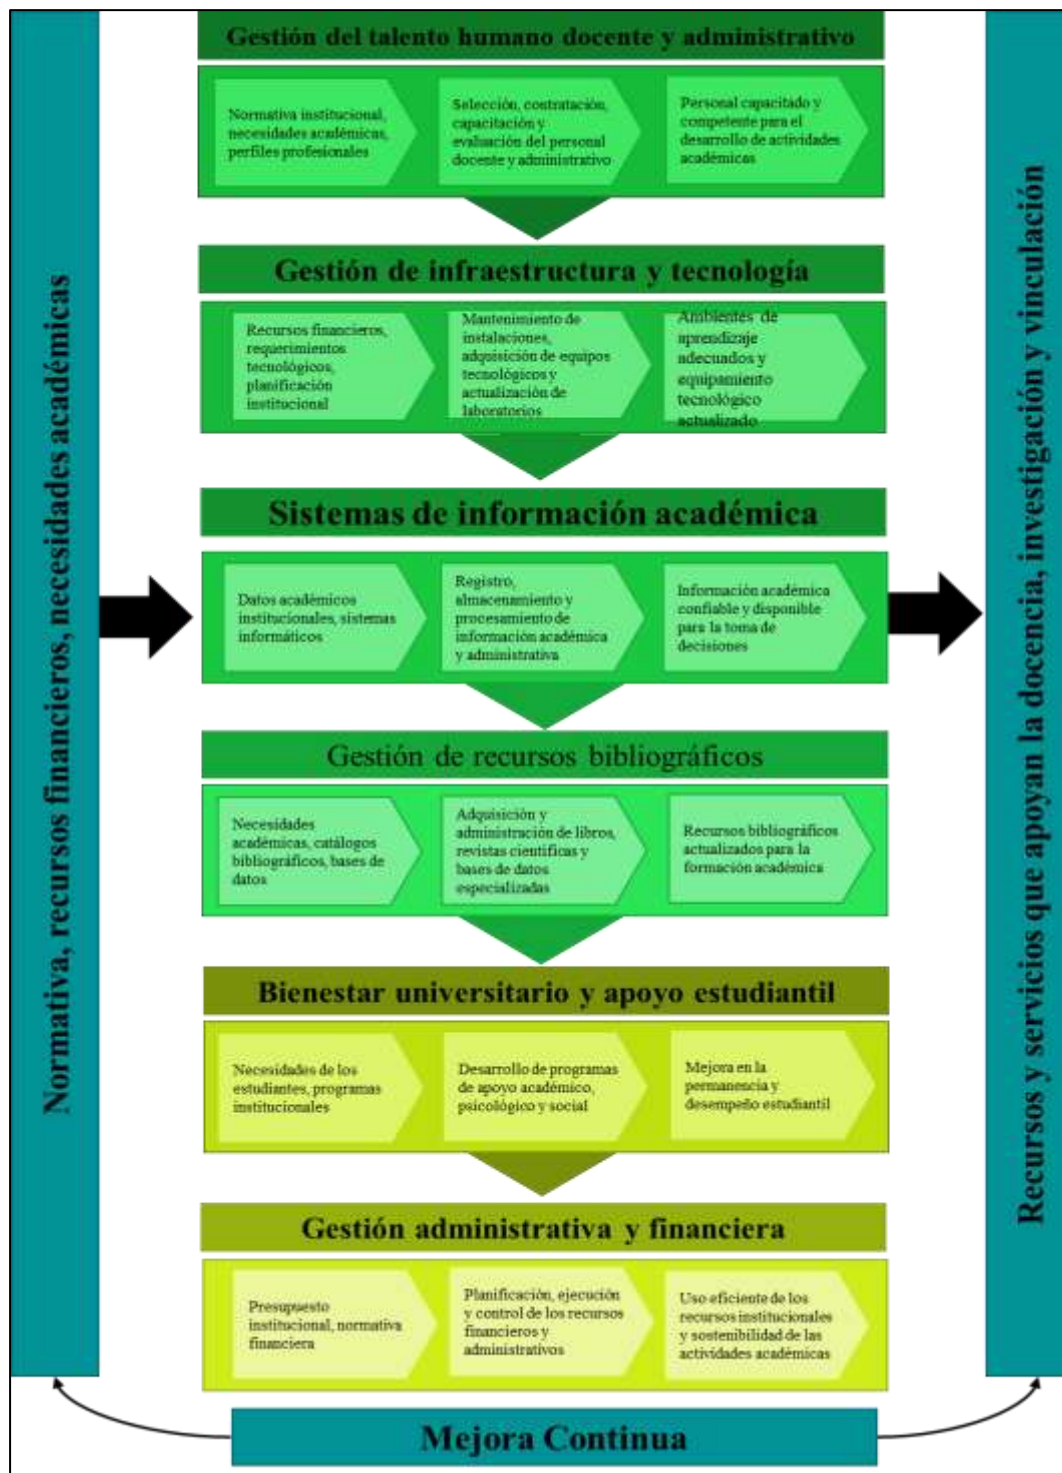 Normativa, recursos financieros, necesidades académicas
Gestión del talento humano docente y administrativo
Normativa institucional,
necesidades académicas,
perfiles profesionales
Selección, contratación,
capacitación y
evaluación del personal
docente y administrativo
Personal capacitado y
competente para el
desarrollo de actividades
académicas
Gestión de infraestructura y tecnología
Recursos financieros,
requerimientos
tecnológicos,
planificación
institucional
Mantenimiento de
instalaciones,
adquisición de equipos
tecnológicos y
actualización de
laboratorios
Ambientes de
aprendizaje
adecuados y
equipamiento
tecnológico
actualizado
Sistemas de información académica
Datos académicos
institucionales, sistemas
informáticos
Registro,
almacenamiento y
procesamiento de
información académica
y administrativa
Información académica
confiable y disponible
para la toma de
decisiones
Gestión de recursos bibliográficos
Necesidades
académicas, catálogos
bibliográficos, bases de
datos
Adquisición y
administración de libros,
revistas científicas y
bases de datos
especializadas
Recursos bibliográficos
actualizados para la
formación académica
Bienestar universitario y apoyo estudiantil
Necesidades de los
estudiantes, programas
institucionales
Desarrollo de programas
de apoyo académico,
psicológico y social
Mejora en la
permanencia y
desempeño estudiantil
Gestión administrativa y financiera
Presupuesto
institucional, normativa
financiera
Planificación, ejecución
y control de los recursos
financieros y
administrativos
Uso eficiente de los
recursos institucionales
y sostenibilidad de las
actividades académicas
Recursos y servicios que apoyan la docencia, investigación y vinculación
Mejora Continua